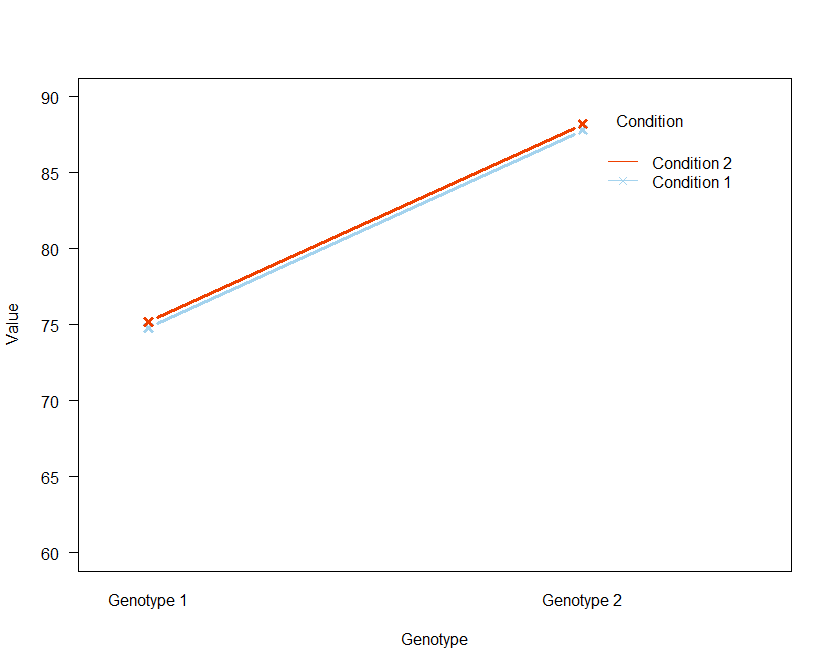 90
85
80
75
70
65
60
Value
Condition
Condition 2
Condition 1
Genotype 1
Genotype 2
Genotype